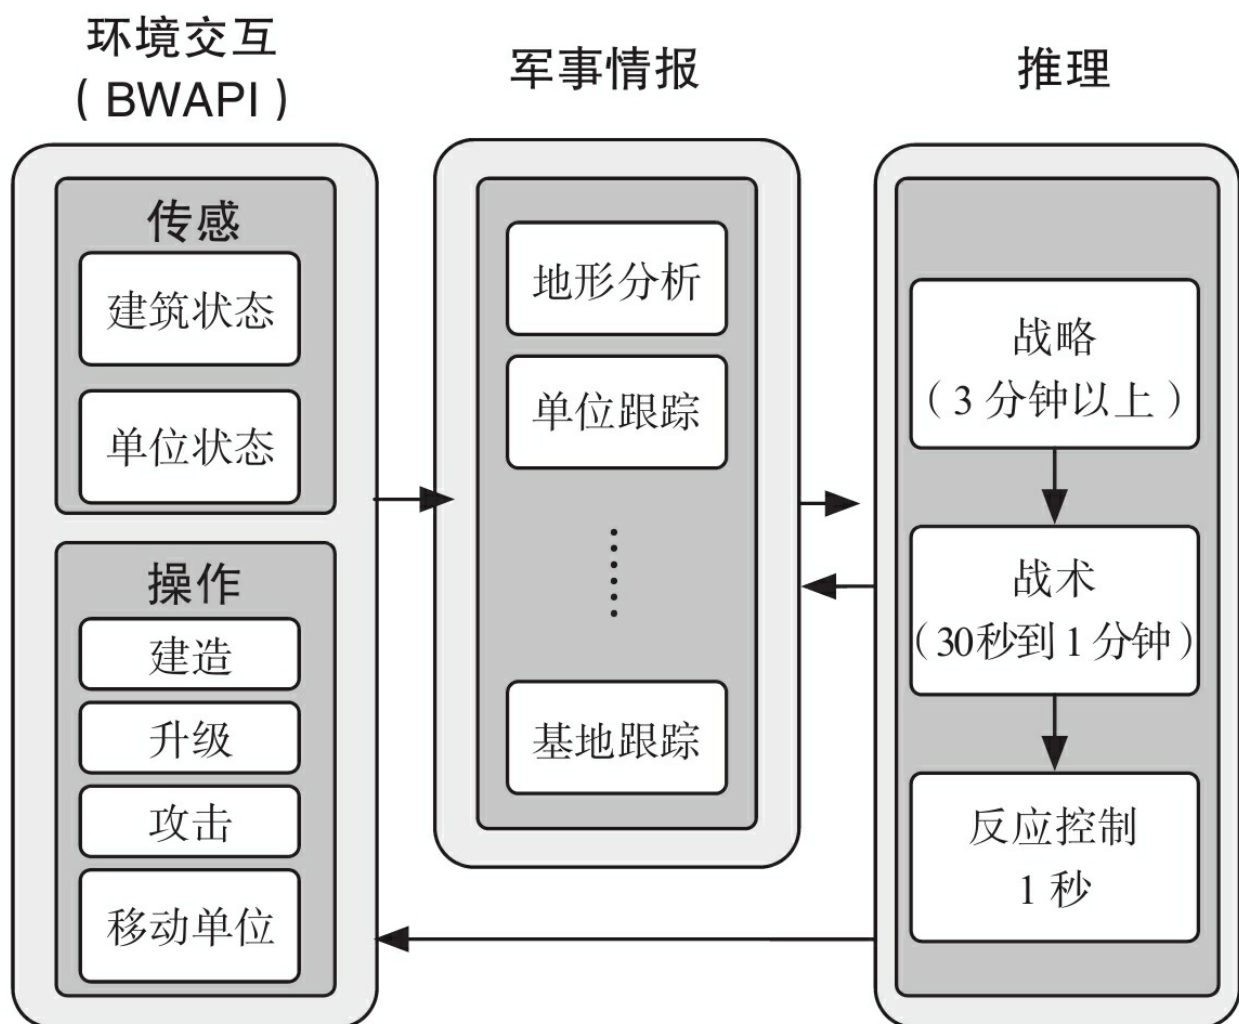 环境交互
（BWAPI）
传感
建筑状态
单位状态
操作
建造
升级
攻击
移动单位
军事情报
地形分析
单位跟踪
……
基地跟踪
推理
战略
（3 分钟以上）
战术
（30秒到 1 分钟）
反应控制
1 秒